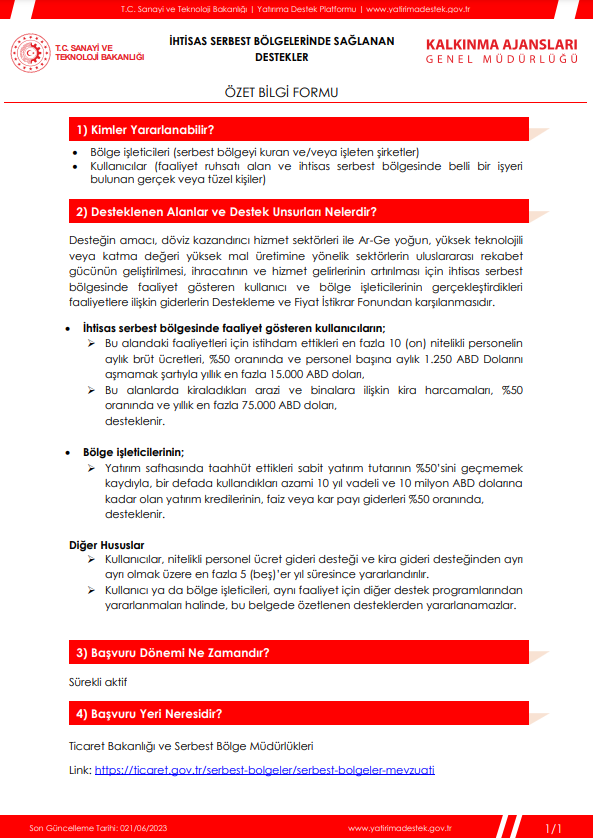 T.C. Sanayi ve Teknoloji Bakanlığı | Yatırıma Destek Platformu | www.yatirimadestek.gov.tr
T.C. SANAYİ VE
TEKNOLOJİ BAKANLIĞI
İHTİSAS SERBEST BÖLGELERİNDE SAĞLANAN
DESTEKLER
KALKINMA AJANSLARI
GENEL MÜDÜRLÜĞÜ
ÖZET BİLGİ FORMU
1) Kimler Yararlanabilir?
• Bölge işleticileri (serbest bölgeyi kuran ve/veya işleten şirketler)
• Kullanıcılar (faaliyet ruhsatı alan ve ihtisas serbest bölgesinde belli bir işyeri
bulunan gerçek veya tüzel kişiler)
2) Desteklenen Alanlar ve Destek Unsurları Nelerdir?
Desteğin amacı, döviz kazandırıcı hizmet sektörleri ile Ar-Ge yoğun, yüksek teknolojili
veya katma değeri yüksek mal üretimine yönelik sektörlerin uluslararası rekabet
gücünün geliştirilmesi, ihracatının ve hizmet gelirlerinin artırılması için ihtisas serbest
bölgesinde faaliyet gösteren kullanıcı ve bölge işleticilerinin gerçekleştirdikleri
faaliyetlere ilişkin giderlerin Destekleme ve Fiyat İstikrar Fonundan karşılanmasıdır.
• İhtisas serbest bölgesinde faaliyet gösteren kullanıcıların;
➢ Bu alandaki faaliyetleri için istihdam ettikleri en fazla 10 (on) nitelikli personelin
aylık brüt ücretleri, %50 oranında ve personel başına aylık 1.250 ABD Dolarını
aşmamak şartıyla yıllık en fazla 15.000 ABD doları,
➢ Bu alanlarda kiraladıkları arazi ve binalara ilişkin kira harcamaları, %50
oranında ve yıllık en fazla 75.000 ABD doları,
desteklenir.
• Bölge işleticilerinin;
➢ Yatırım safhasında taahhüt ettikleri sabit yatırım tutarının %50’sini geçmemek
kaydıyla, bir defada kullandıkları azami 10 yıl vadeli ve 10 milyon ABD dolarına
kadar olan yatırım kredilerinin, faiz veya kar payı giderleri %50 oranında,
desteklenir.
Diğer Hususlar
➢ Kullanıcılar, nitelikli personel ücret gideri desteği ve kira gideri desteğinden ayrı
ayrı olmak üzere en fazla 5 (beş)’er yıl süresince yararlandırılır.
➢ Kullanıcı ya da bölge işleticileri, aynı faaliyet için diğer destek programlarından
yararlanmaları halinde, bu belgede özetlenen desteklerden yararlanamazlar.
3) Başvuru Dönemi Ne Zamandır?
Sürekli aktif
4) Başvuru Yeri Neresidir?
Ticaret Bakanlığı ve Serbest Bölge Müdürlükleri
Link: https://ticaret.gov.tr/serbest-bolgeler/serbest-bolgeler-mevzuati
Son Güncelleme Tarihi: 021/06/2023
www.yatirimadestek.gov.tr
1/1